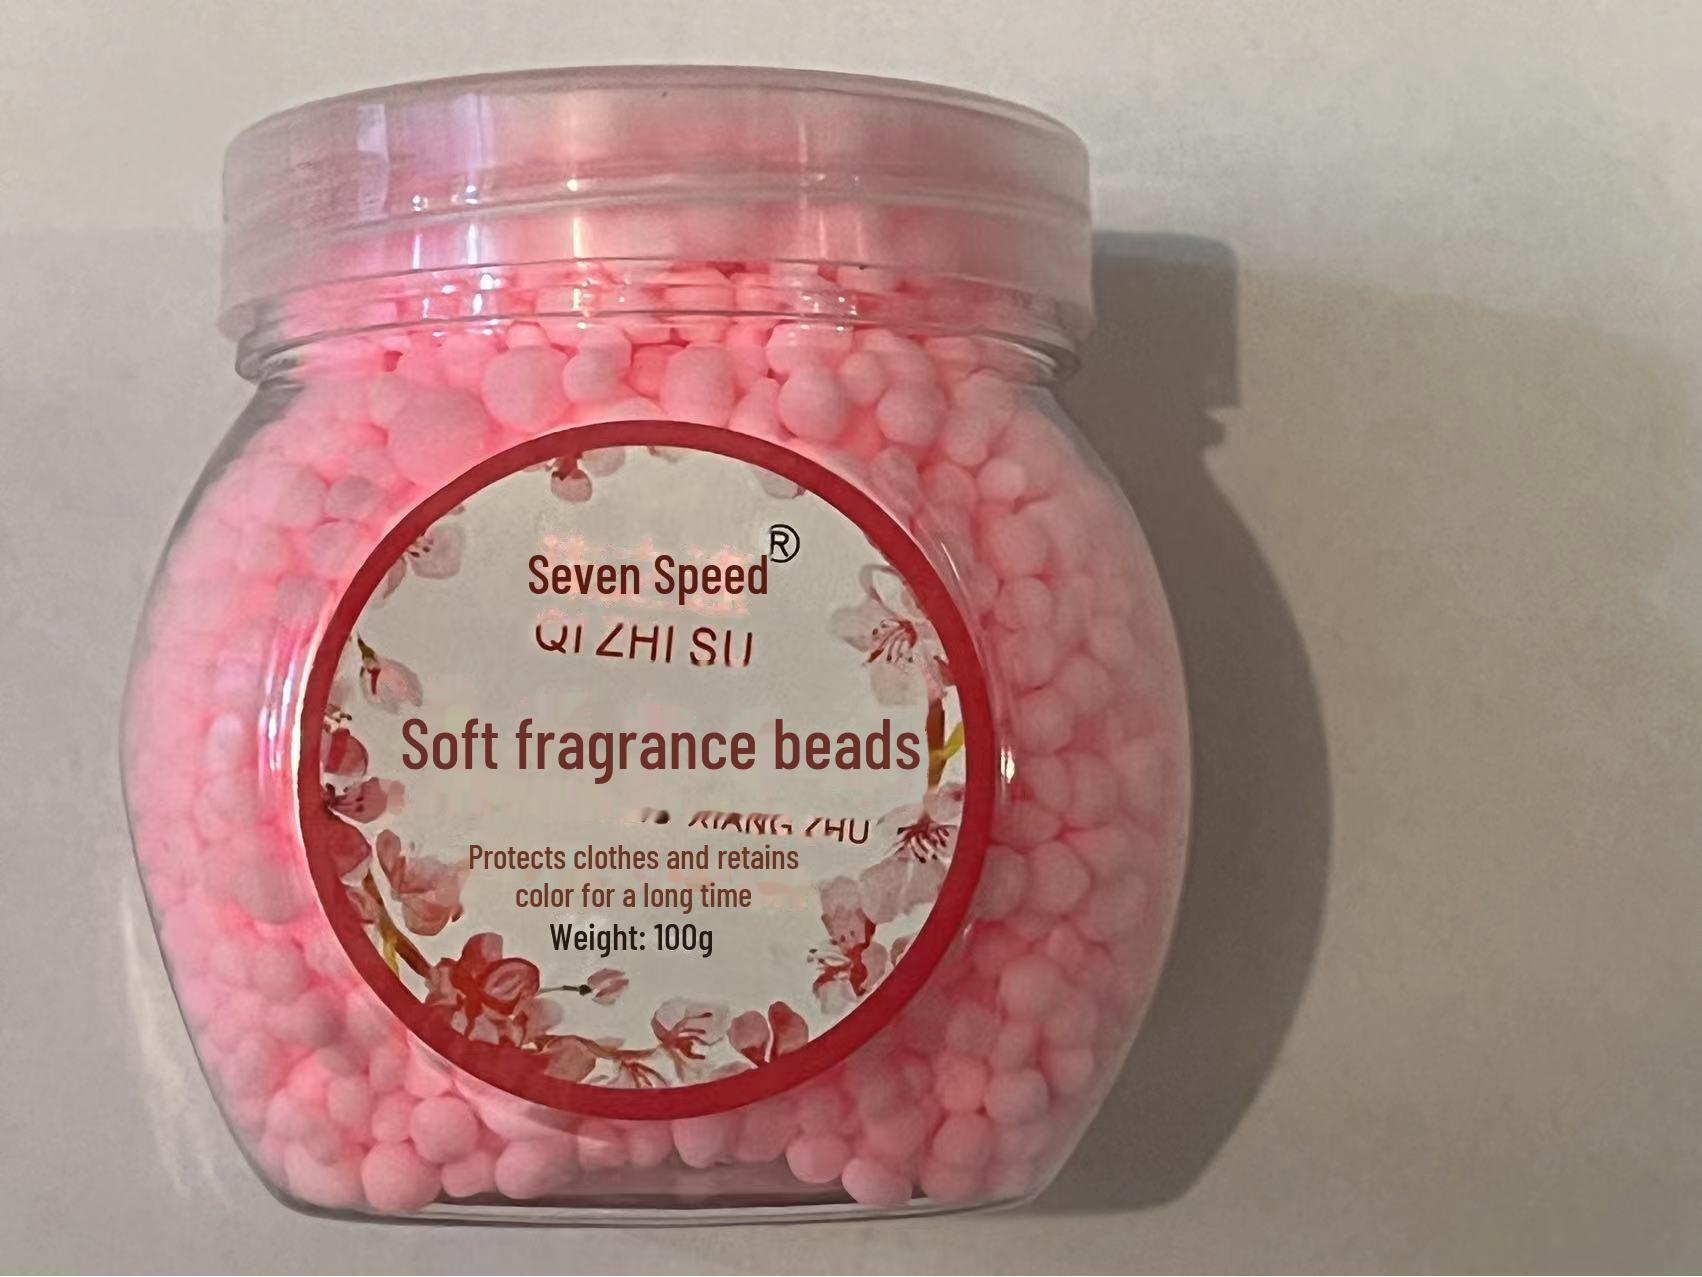 Seven Speed®
QI ZHI SU
Soft fragrance beads
XIANG ZHU
Protects clothes and retains
color for a long time
Weight: 100g